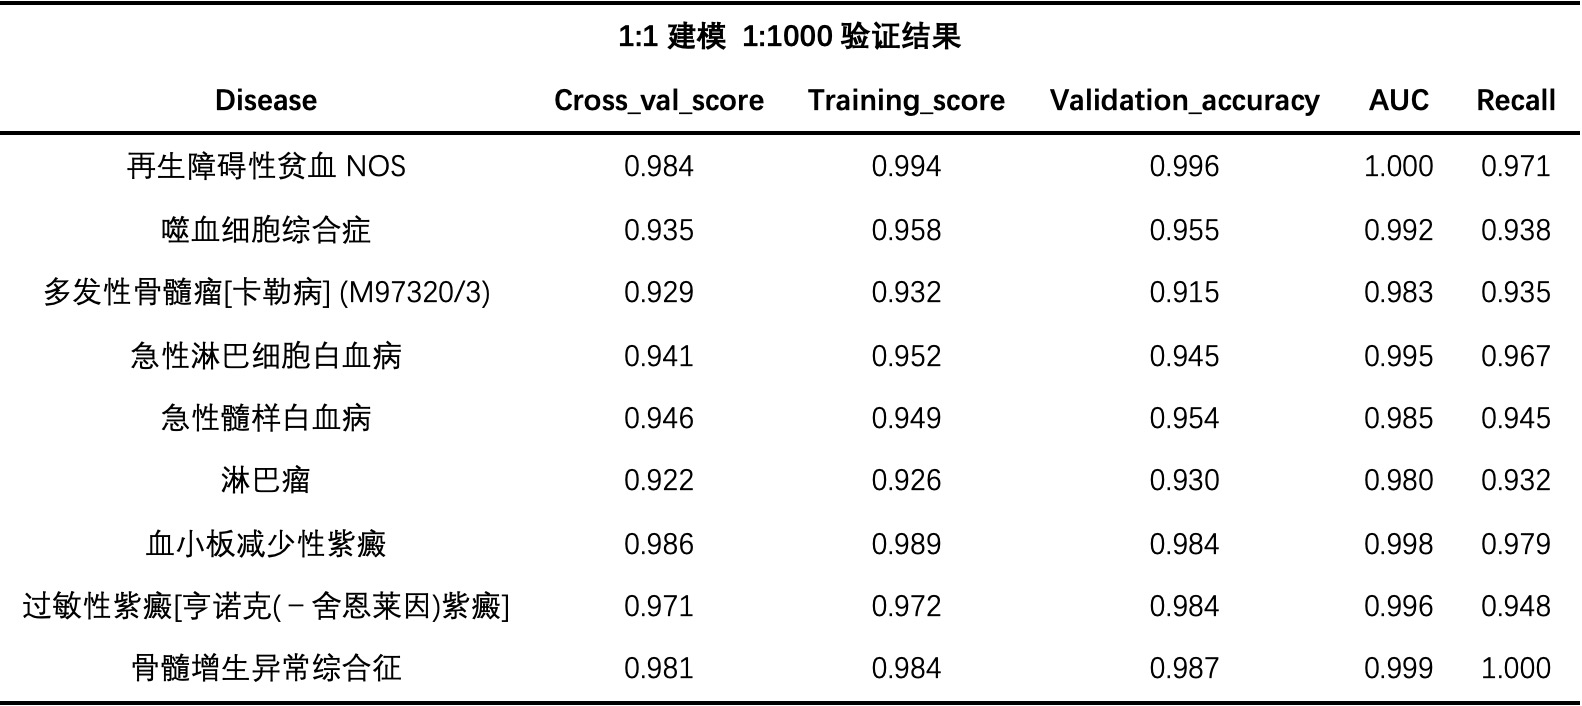 1:1 建模 1:1000 验证结果
Disease Cross_val_score Training_score Validation_accuracy AUC Recall
再生障碍性贫血 NOS 0.984 0.994 0.996 1.000 0.971
噬血细胞综合症 0.935 0.958 0.955 0.992 0.938
多发性骨髓瘤[卡勒病] (M97320/3) 0.929 0.932 0.915 0.983 0.935
急性淋巴细胞白血病 0.941 0.952 0.945 0.995 0.967
急性髓样白血病 0.946 0.949 0.954 0.985 0.945
淋巴瘤 0.922 0.926 0.930 0.980 0.932
血小板减少性紫癜 0.986 0.989 0.984 0.998 0.979
过敏性紫癜[亨诺克(－舍恩莱因)紫癜] 0.971 0.972 0.984 0.996 0.948
骨髓增生异常综合征 0.981 0.984 0.987 0.999 1.000